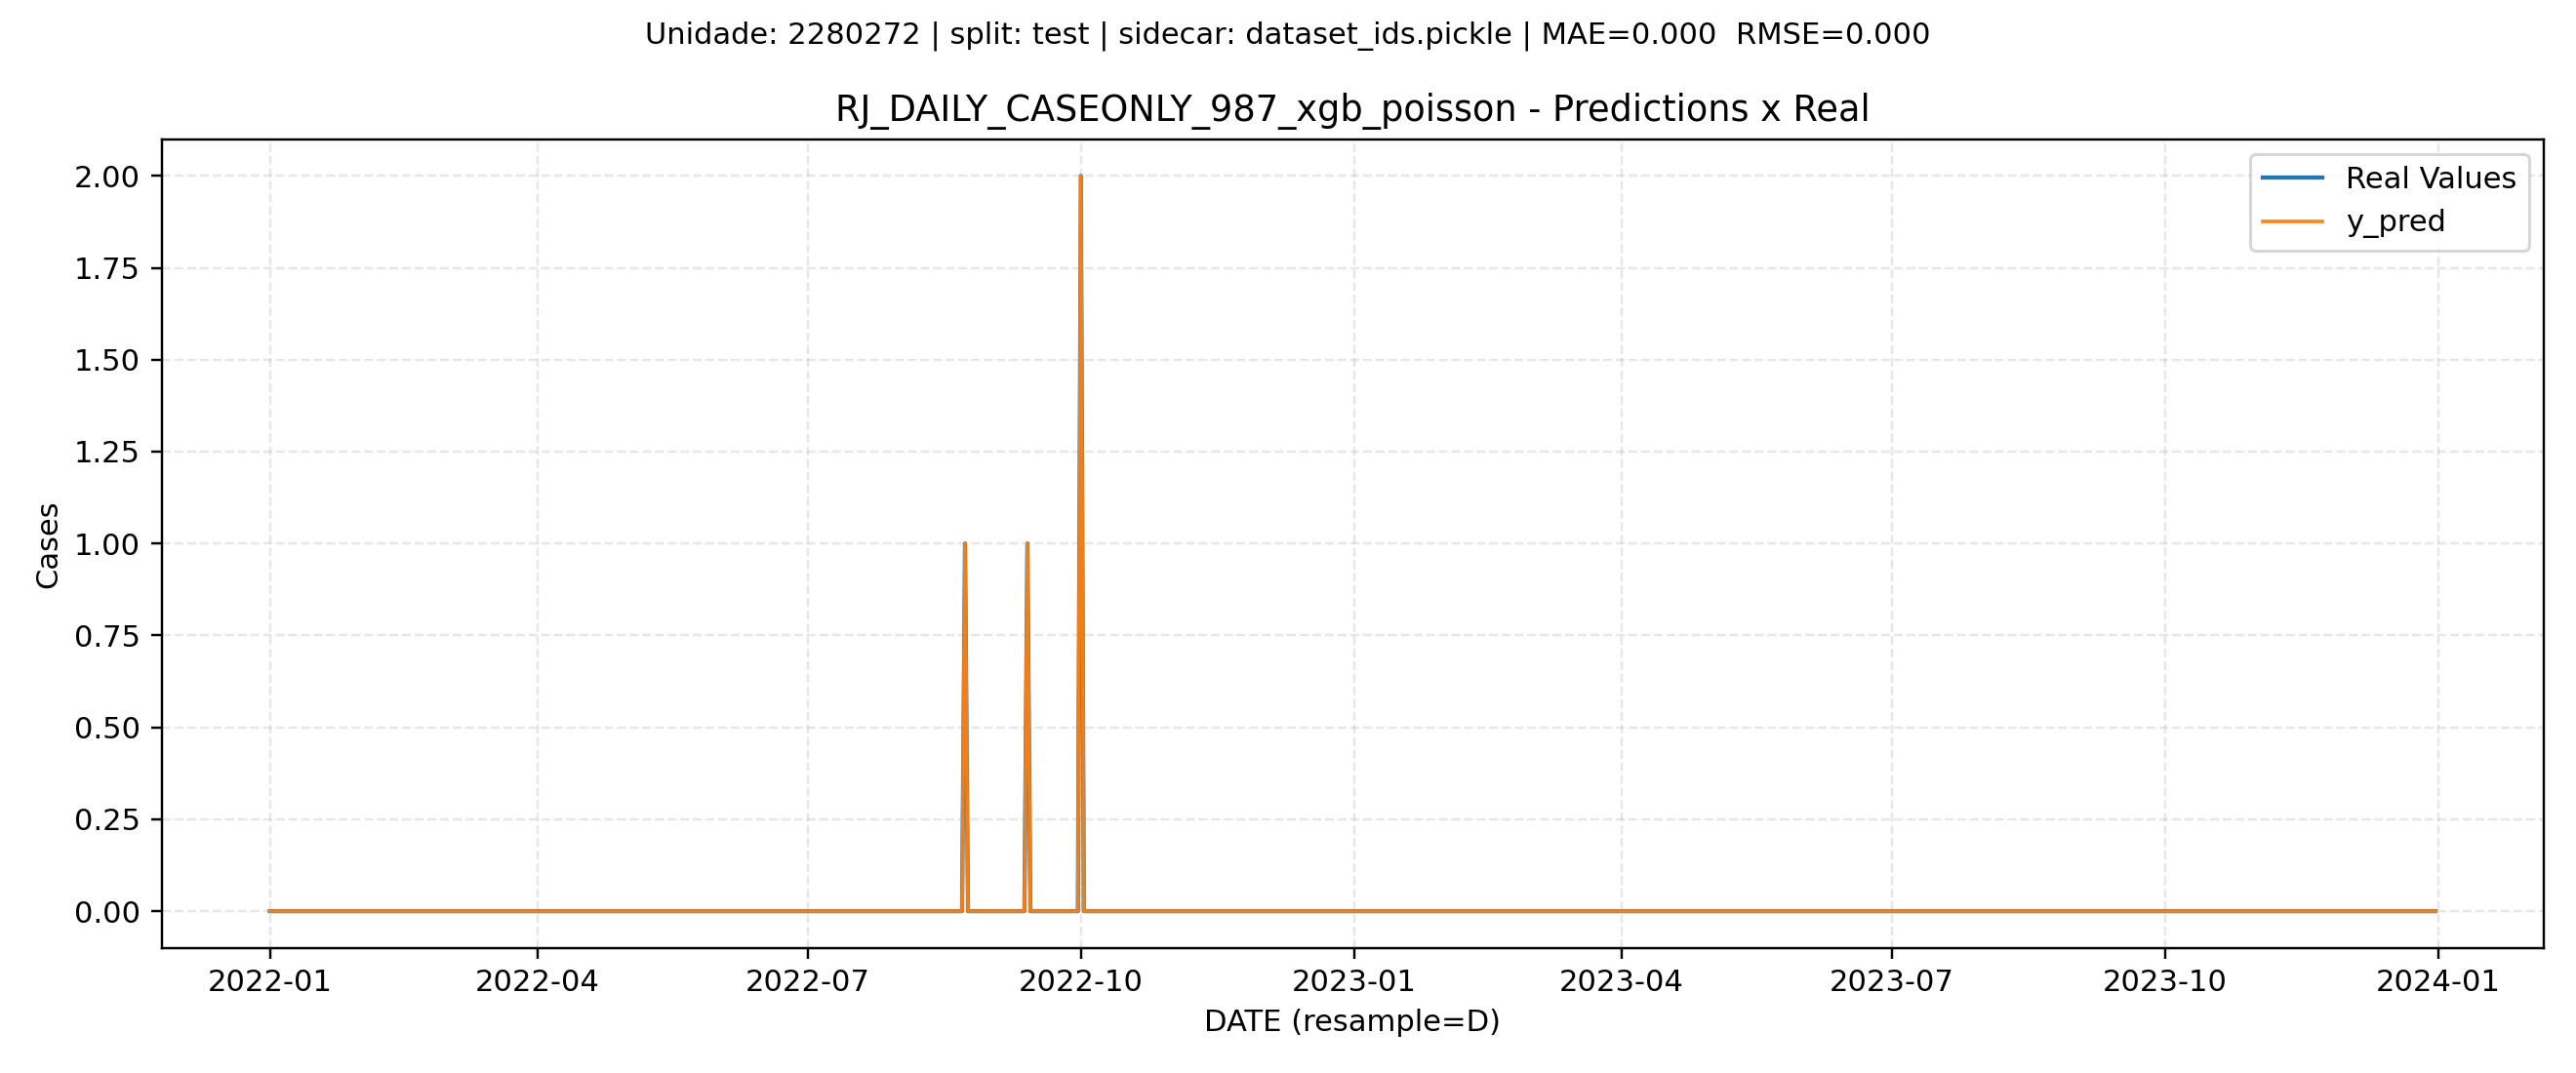 Unidade: 2280272 | split: test | sidecar: dataset_ids.pickle | MAE=0.000  RMSE=0.000
RJ_DAILY_CASEONLY_987_xgb_poisson - Predictions x Real
Real Values
y_pred
Cases
2.00
1.75
1.50
1.25
1.00
0.75
0.50
0.25
0.00
2022-01 2022-04 2022-07 2022-10 2023-01 2023-04 2023-07 2023-10 2024-01
DATE (resample=D)